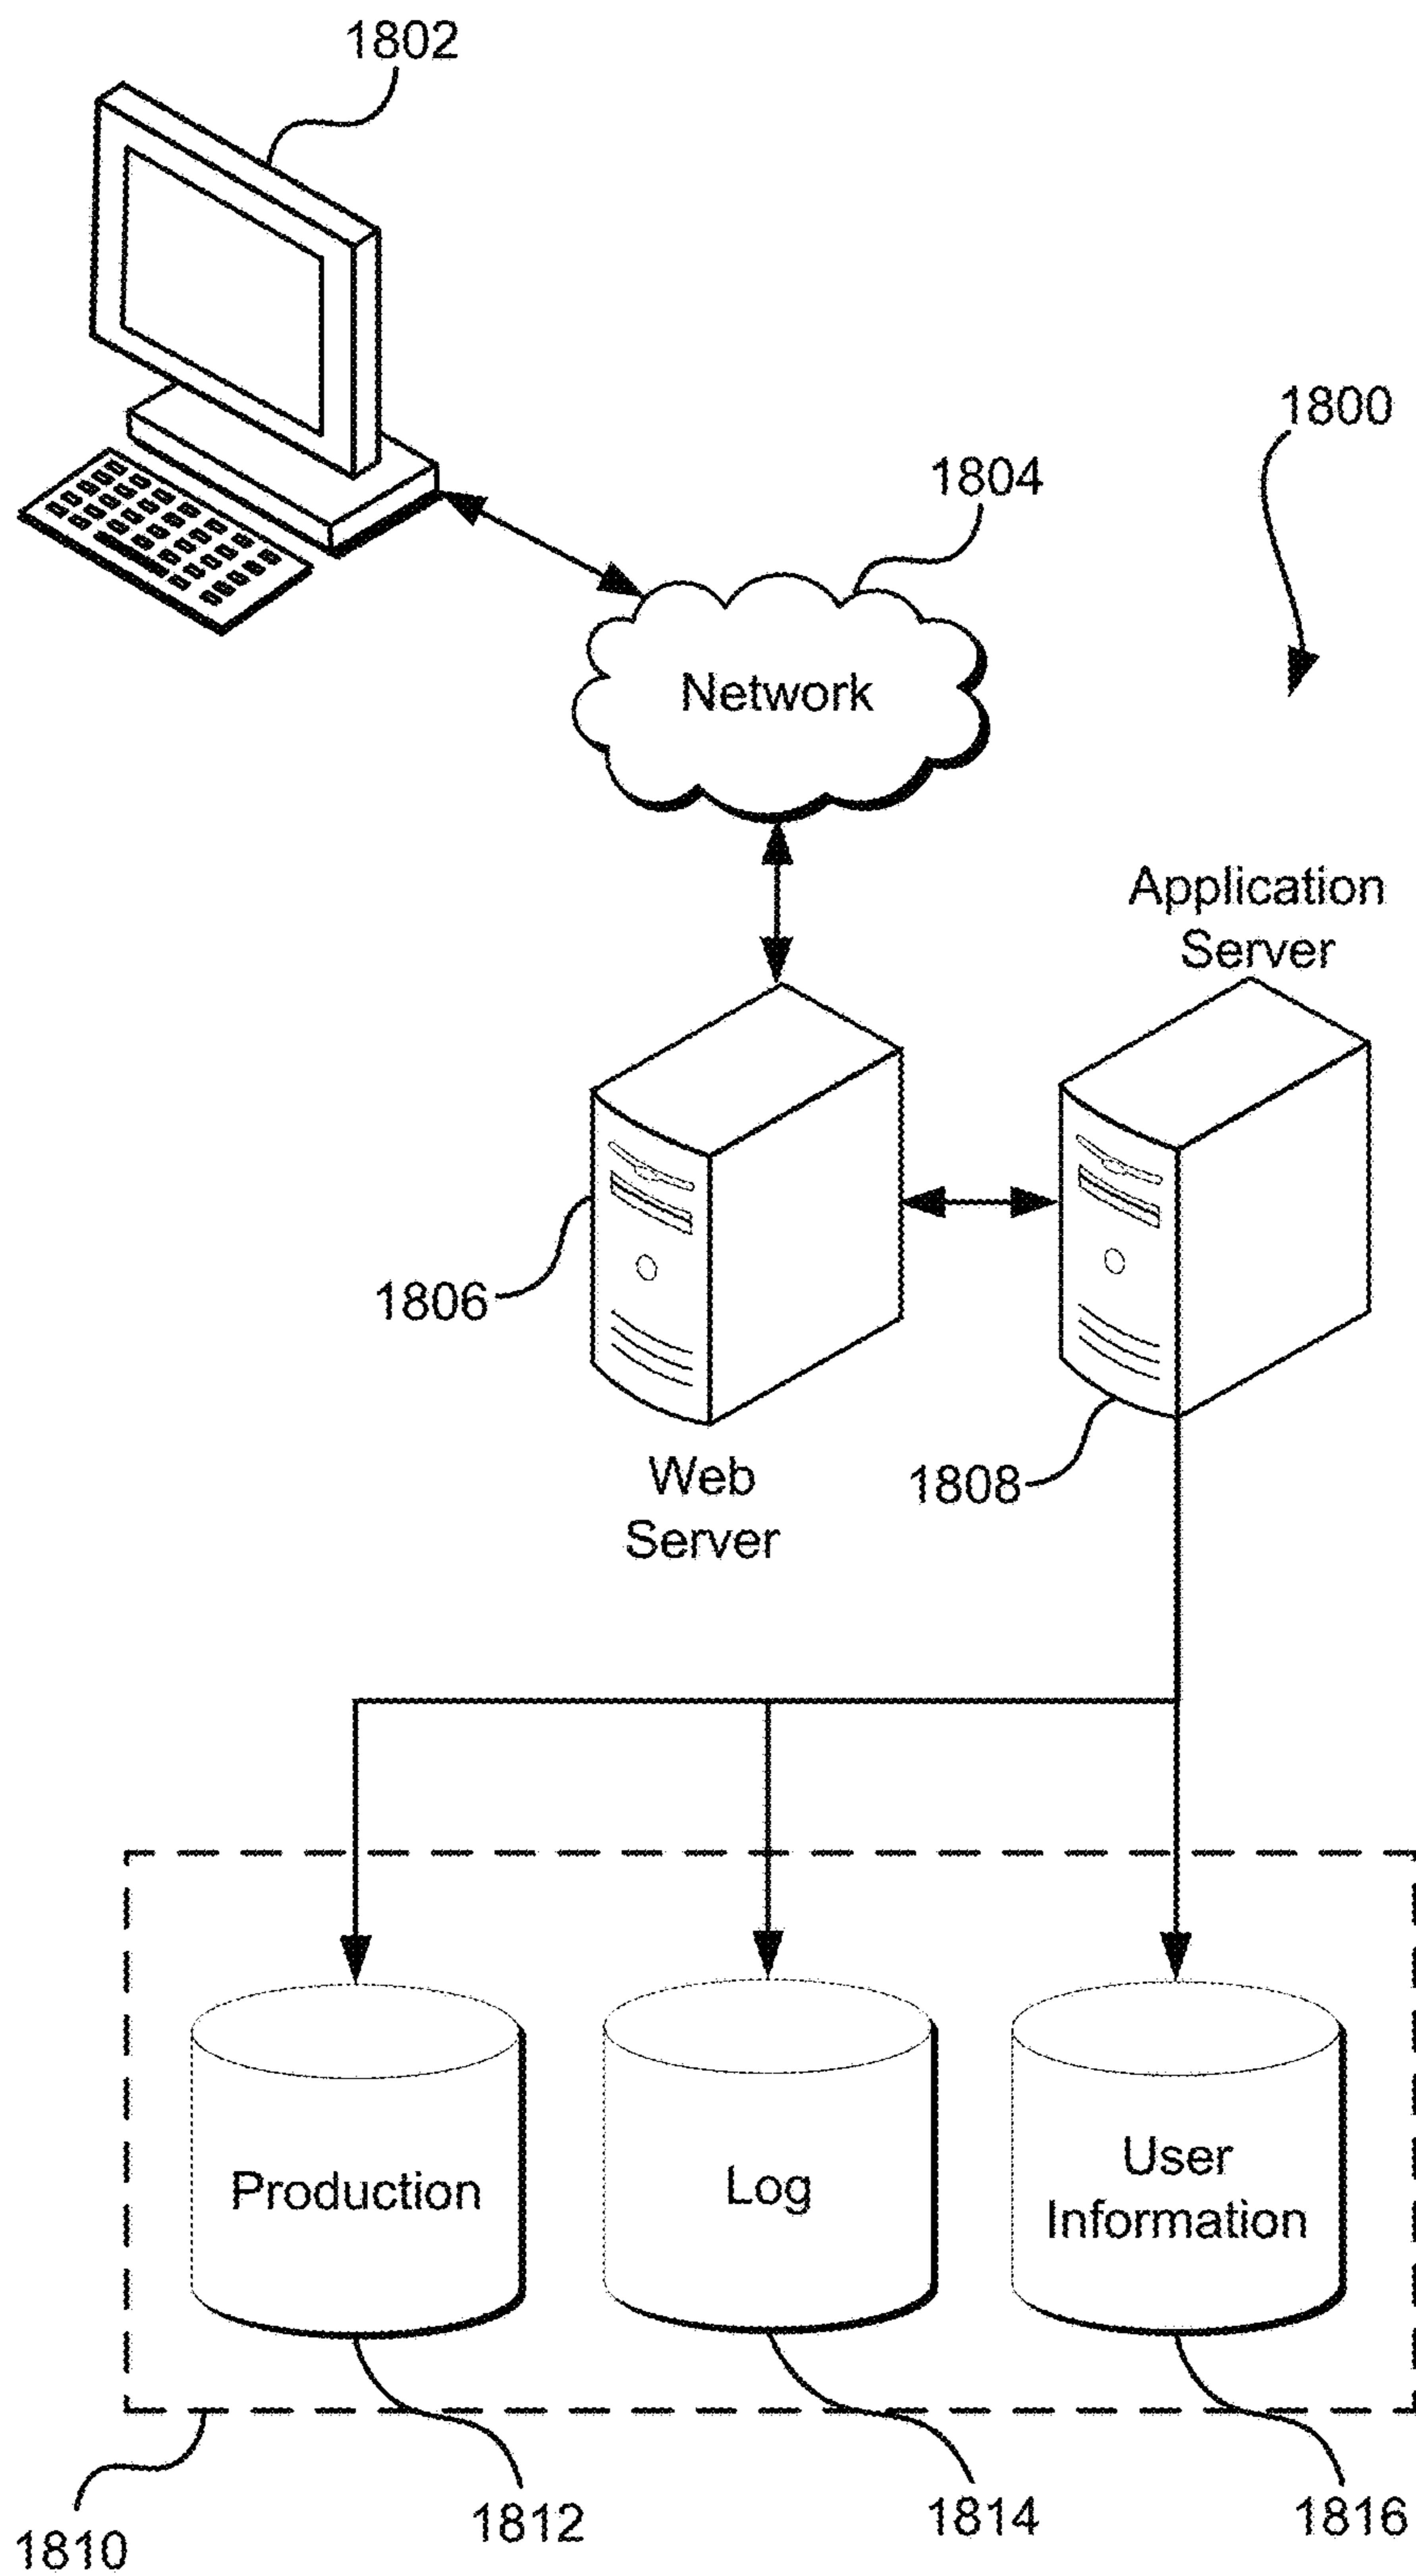 1802
1800
1804
Network
Application
Server
1806
1808
Web
Server
Production
Log
User
Information
1810
1812
1814
1816